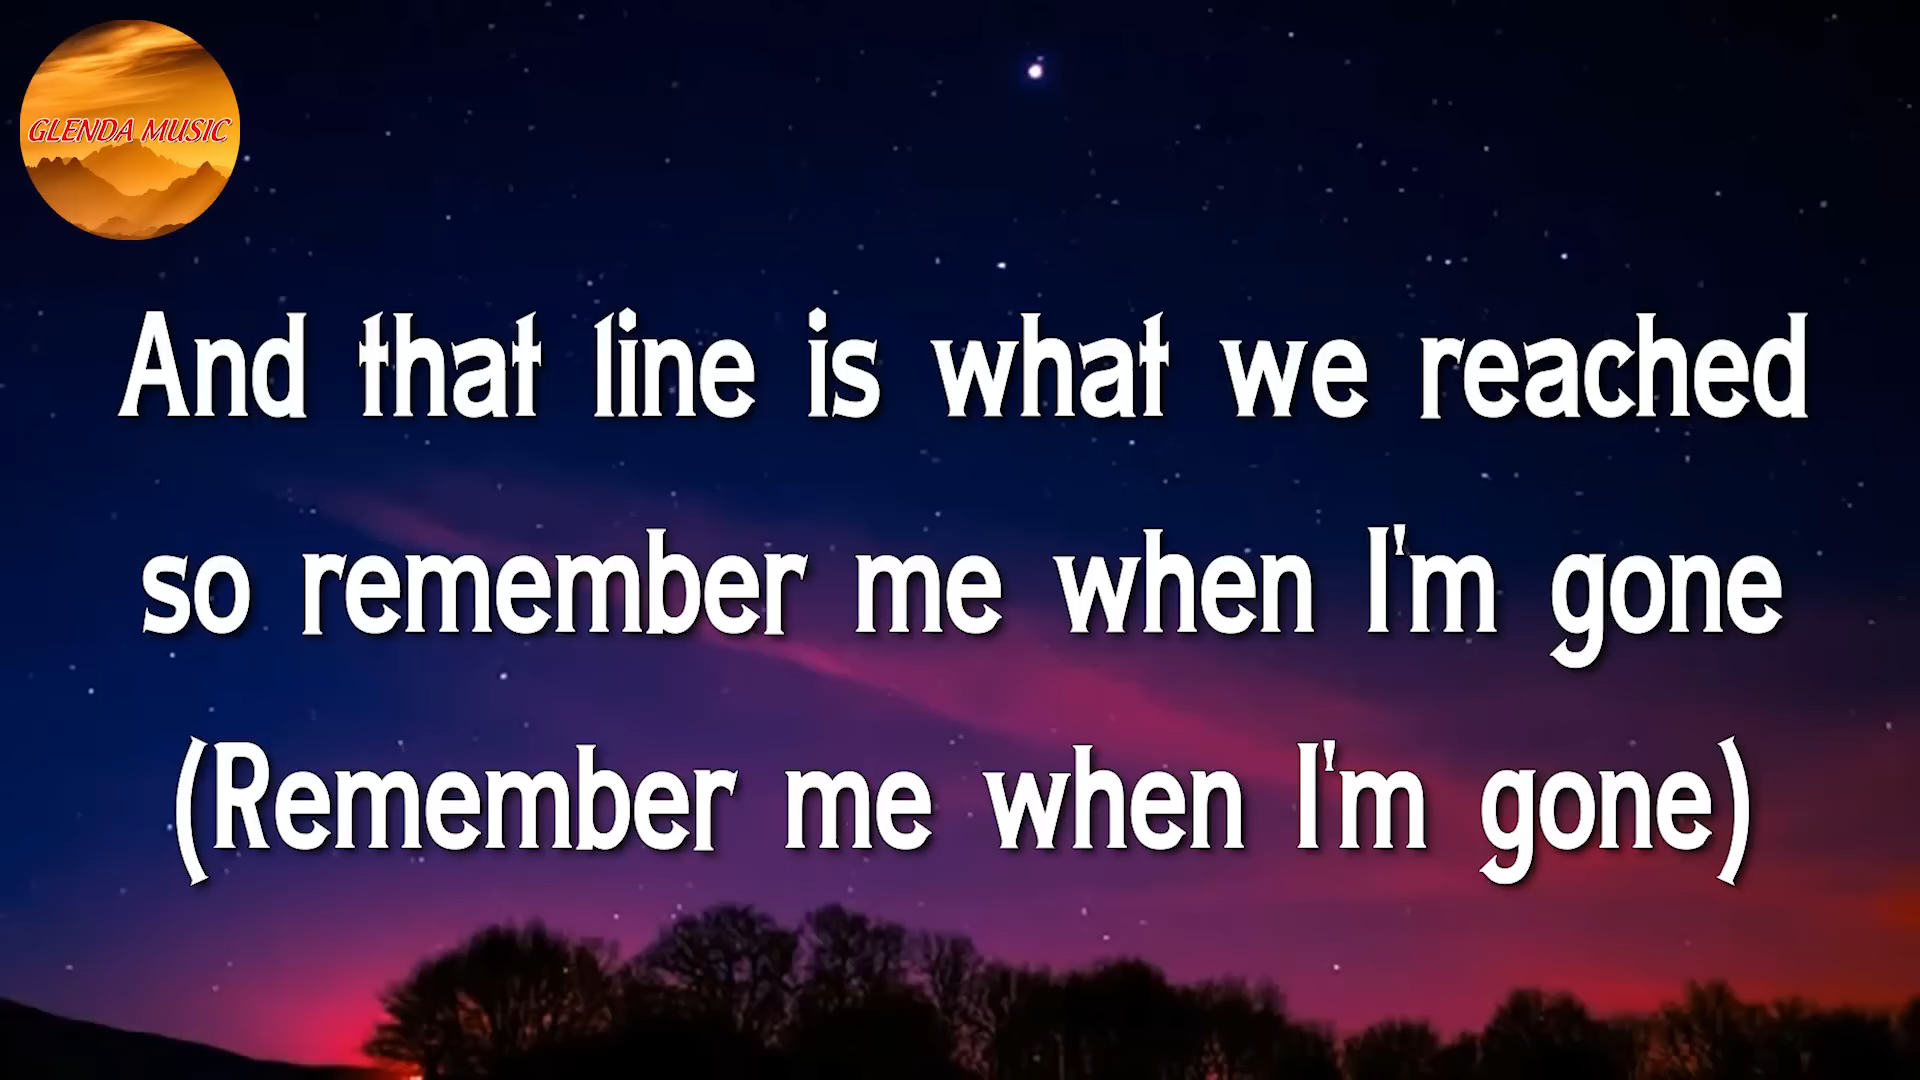 GLENDA MUSIC
And that line is what we reached
so remember me when I'm gone
(Remember me when I'm gone)